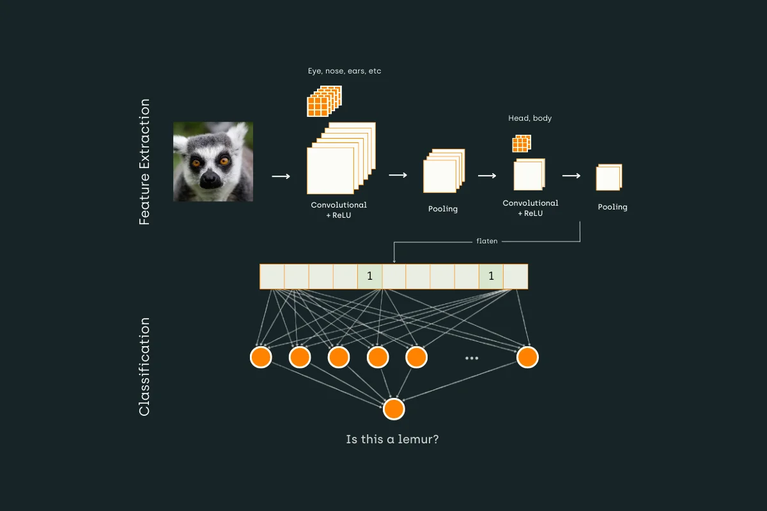 Eye, nose, ears, etc
Head, body
Feature Extraction
Convolutional
+ ReLU
Pooling
Convolutional
+ ReLU
Pooling
flaten
1
1
Classification
...
Is this a lemur?